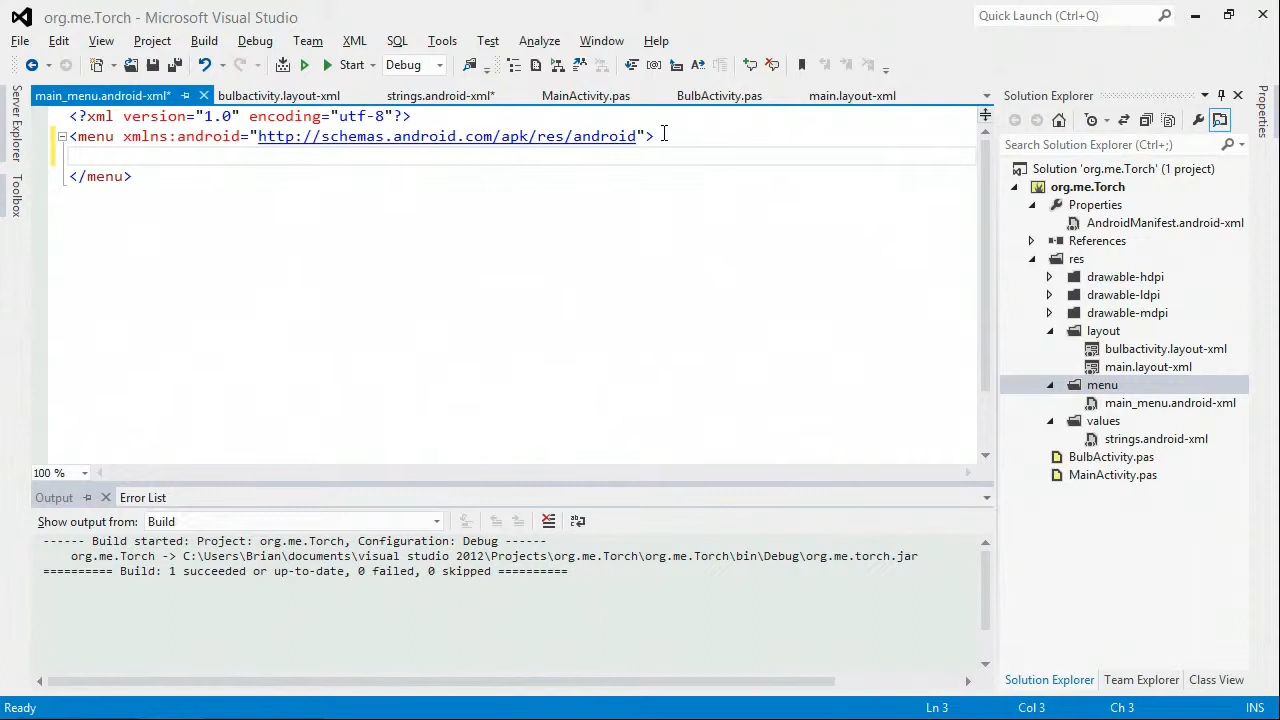 org.me.Torch - Microsoft Visual Studio
Quick Launch (Ctrl+Q)
File Edit View Project Build Debug Team XML SQL Tools Test Analyze Window Help
Start Debug
main_menu.android-xml* bulbactivity.layout-xml strings.android-xml* MainActivity.pas BulbActivity.pas main.layout-xml
Server Explorer
Toolbox
<?xml version="1.0" encoding="utf-8"?>
<menu xmlns:android="http://schemas.android.com/apk/res/android">
</menu>
100 %
Solution Explorer
Search Solution Explorer (Ctrl+;)
Solution 'org.me.Torch' (1 project)
org.me.Torch
Properties
AndroidManifest.android-xml
References
res
drawable-hdpi
drawable-ldpi
drawable-mdpi
layout
bulbactivity.layout-xml
main.layout-xml
menu
main_menu.android-xml
values
strings.android-xml
BulbActivity.pas
MainActivity.pas
Solution Explorer Team Explorer Class View
Properties
Output Error List
Show output from: Build
------ Build started: Project: org.me.Torch, Configuration: Debug ------
org.me.Torch -> C:\Users\Brian\documents\visual studio 2012\Projects\org.me.Torch\org.me.Torch\bin\Debug\org.me.torch.jar
========== Build: 1 succeeded or up-to-date, 0 failed, 0 skipped ==========
Ready Ln 3 Col 3 Ch 3 INS